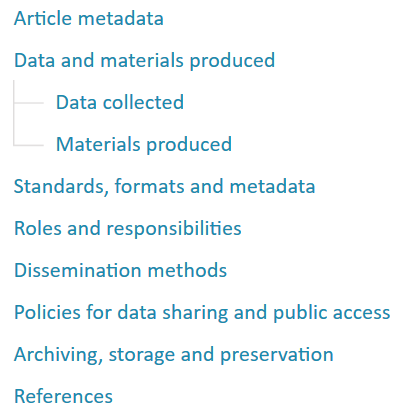 Article metadata
Data and materials produced
Data collected
Materials produced
Standards, formats and metadata
Roles and responsibilities
Dissemination methods
Policies for data sharing and public access
Archiving, storage and preservation
References